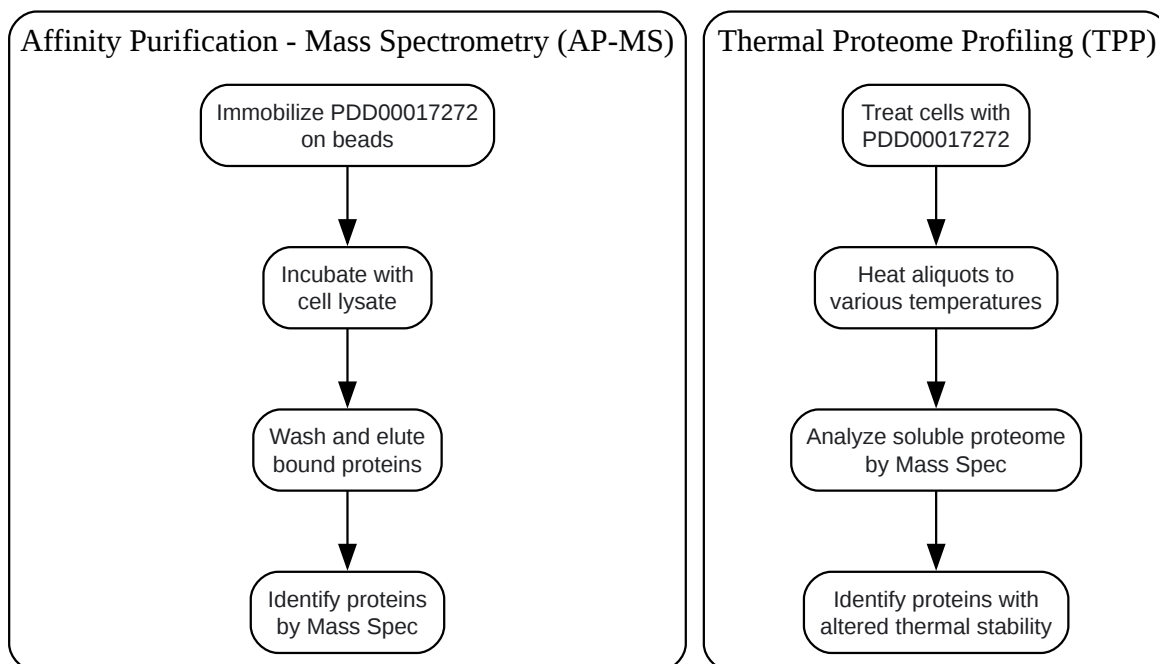 Affinity Purification - Mass Spectrometry (AP-MS)
Immobilize PDD00017272
on beads
Incubate with
cell lysate
Wash and elute
bound proteins
Identify proteins
by Mass Spec
Thermal Proteome Profiling (TPP)
Treat cells with
PDD00017272
Heat aliquots to
various temperatures
Analyze soluble proteome
by Mass Spec
Identify proteins with
altered thermal stability